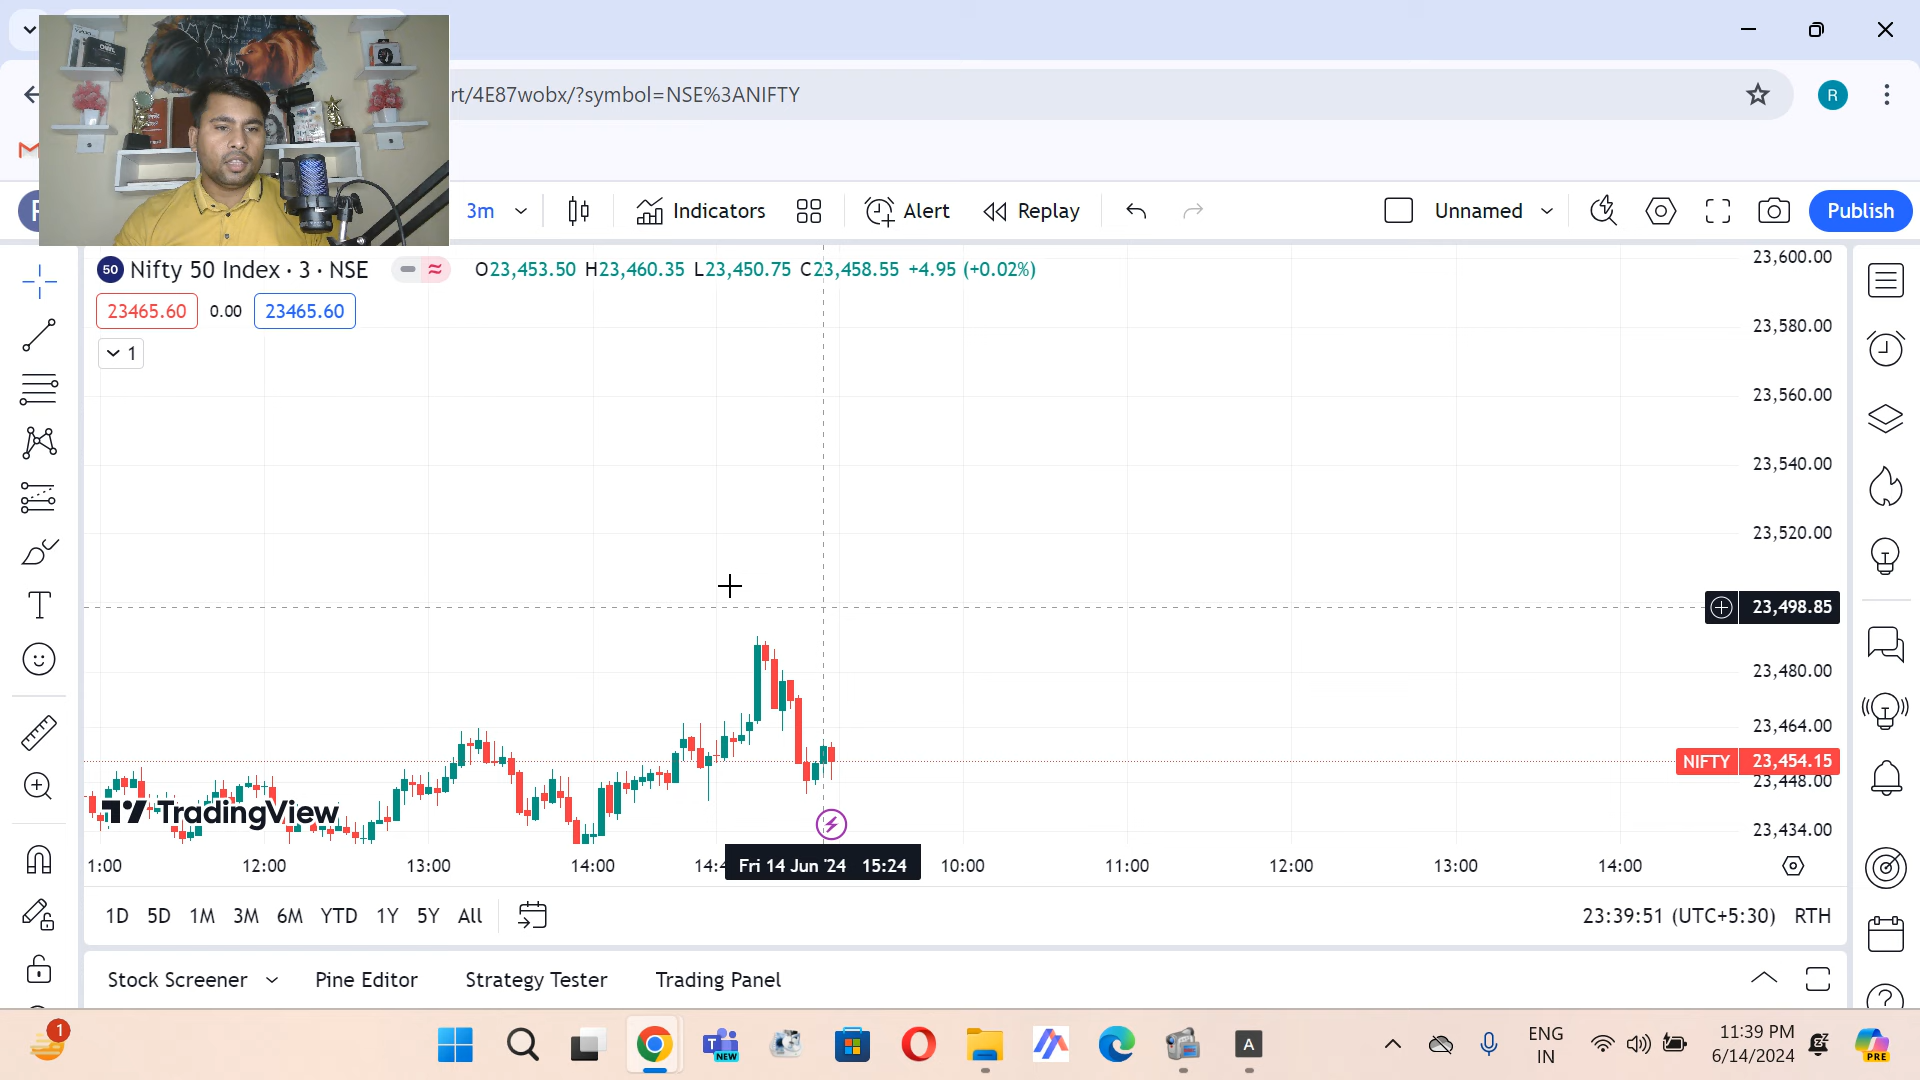 rt/4E87wobx/?symbol=NSE%3ANIFTY
R
3m
Indicators
Alert
Replay
Unnamed
Publish
50 Nifty 50 Index · 3 · NSE
O23,453.50 H23,460.35 L23,450.75 C23,458.55 +4.95 (+0.02%)
23465.60 0.00 23465.60
1
23,600.00
23,580.00
23,560.00
23,540.00
23,520.00
23,498.85
23,480.00
23,464.00
NIFTY 23,454.15
23,448.00
23,434.00
TradingView
1:00 12:00 13:00 14:00 14:4 Fri 14 Jun '24 15:24 10:00 11:00 12:00 13:00 14:00
1D 5D 1M 3M 6M YTD 1Y 5Y All
23:39:51 (UTC+5:30) RTH
Stock Screener Pine Editor Strategy Tester Trading Panel
1
NEW
A
ENG
IN
11:39 PM
6/14/2024
PRE